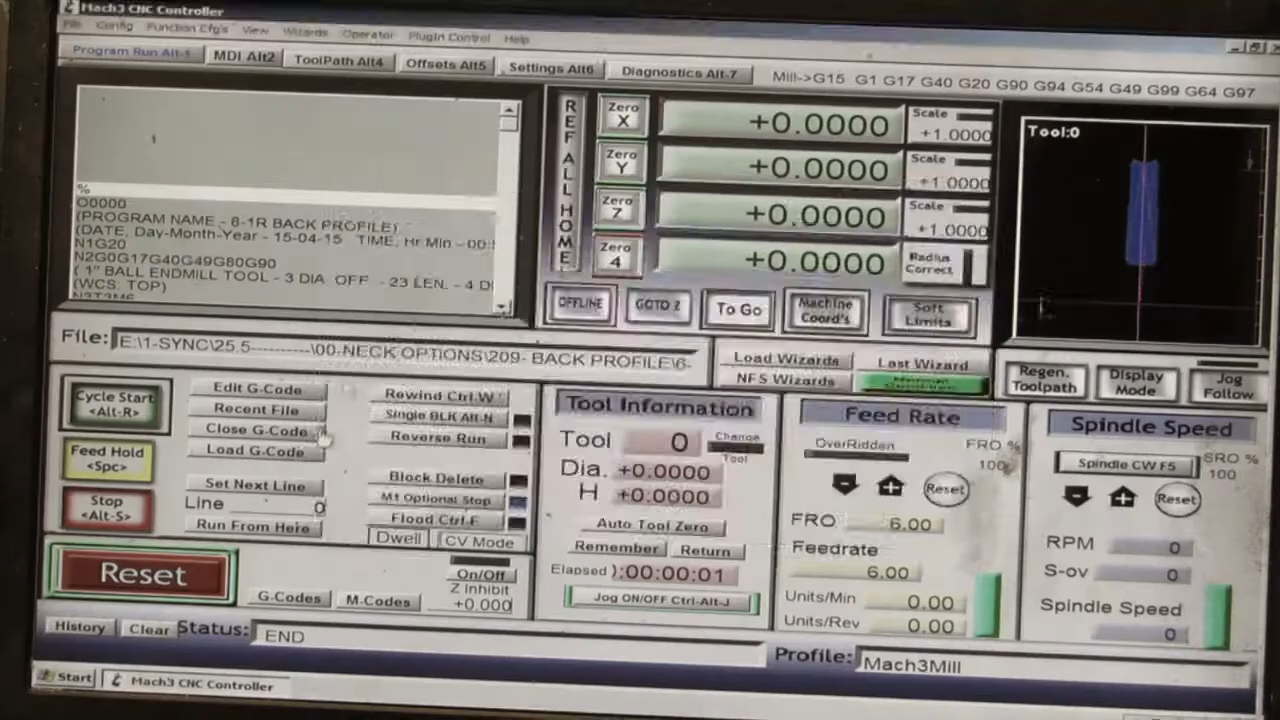 Mach3 CNC Controller
File Config Function Cfg's View Wizards Operator PlugIn Control Help
Program Run Alt-1 MDI Alt2 ToolPath Alt4 Offsets Alt5 Settings Alt6 Diagnostics Alt-7 Mill->G15 G1 G17 G40 G20 G90 G94 G54 G49 G99 G64 G97
%
O0000
(PROGRAM NAME - 8-1R BACK PROFILE)
(DATE, Day-Month-Year - 15-04-15 TIME, Hr Min - 00:
N1G20
N2G0G17G40G49G80G90
( 1" BALL ENDMILL TOOL - 3 DIA OFF - 23 LEN. - 4 D
(WCS: TOP)
N3T3M6
REF ALL HOME
Zero X +0.0000 Scale +1.0000
Zero Y +0.0000 Scale +1.0000
Zero Z +0.0000 Scale +1.0000
Zero 4 +0.0000 Radius Correct
OFFLINE GOTO Z To Go Machine Coord's Soft Limits
Tool:0
File: E:\1-SYNC\25.5----------\00-NECK OPTIONS\209- BACK PROFILE\6-
Load Wizards Last Wizard
NFS Wizards
Regen. Toolpath Display Mode Jog Follow
Cycle Start <Alt-R>
Feed Hold <Spc>
Stop <Alt-S>
Edit G-Code
Recent File
Close G-Code
Load G-Code
Set Next Line
Line 0
Run From Here
Rewind Ctrl-W
Single BLK Alt-N
Reverse Run
Block Delete
M1 Optional Stop
Flood Ctrl-F
Dwell CV Mode
Reset
G-Codes M-Codes
On/Off
Z Inhibit
+0.000
Tool Information
Tool 0 Change Tool
Dia. +0.0000
H +0.0000
Auto Tool Zero
Remember Return
Elapsed ):00:00:01
Jog ON/OFF Ctrl-Alt-J
Feed Rate
OverRidden FRO % 100
Reset
FRO 6.00
Feedrate
6.00
Units/Min 0.00
Units/Rev 0.00
Spindle Speed
Spindle CW F5 SRO % 100
Reset
RPM 0
S-ov 0
Spindle Speed
0
History Clear Status: END Profile: Mach3Mill
Start Mach3 CNC Controller